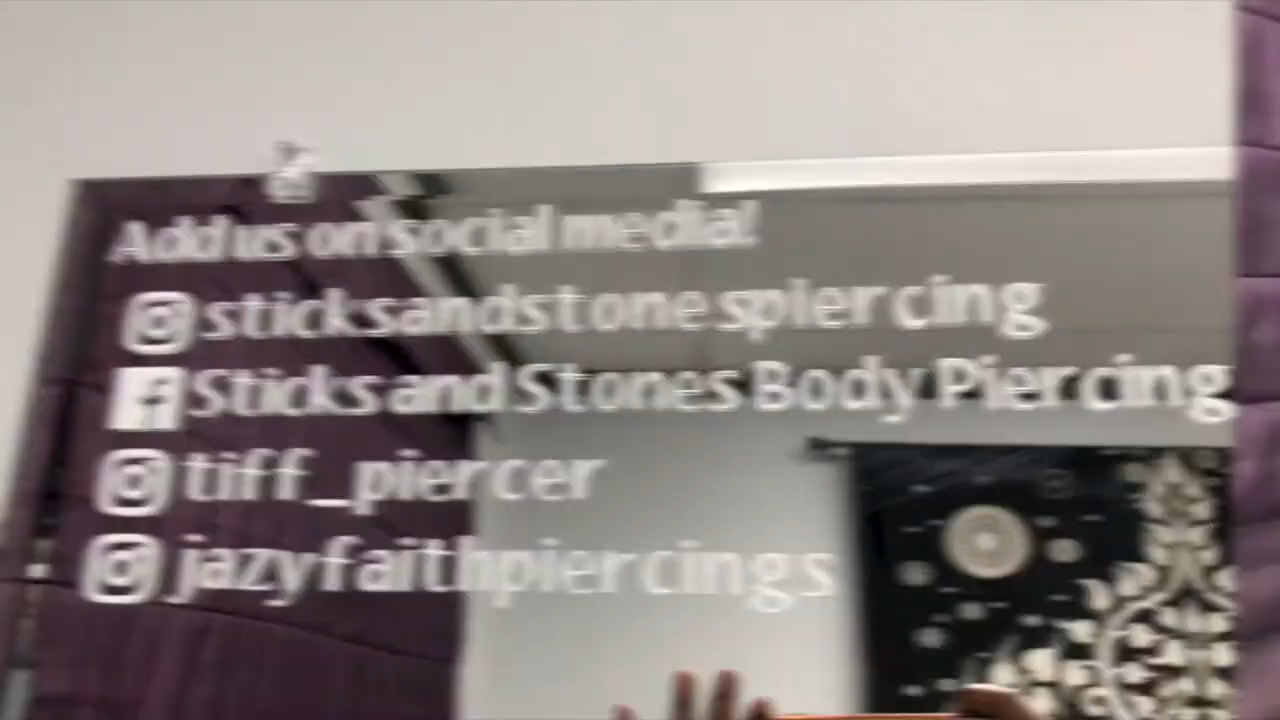 Add us on social media!
sticksandstonespiercing
Sticks and Stones Body Piercing
tiff_piercer
jazyfaithpiercings